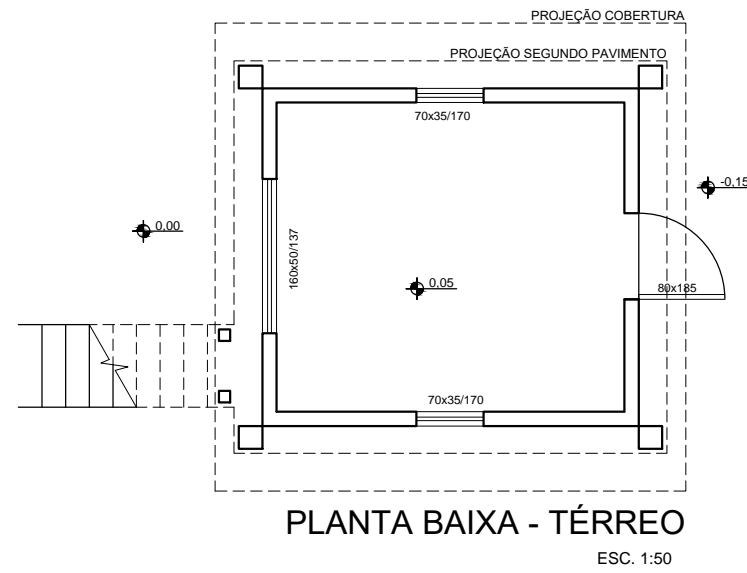 PROJEÇÃO COBERTURA
PROJEÇÃO SEGUNDO PAVIMENTO
70x35/170
-0,15
0,00
160x50/137
0,05
80x185
70x35/170
PLANTA BAIXA - TÉRREO
ESC. 1:50